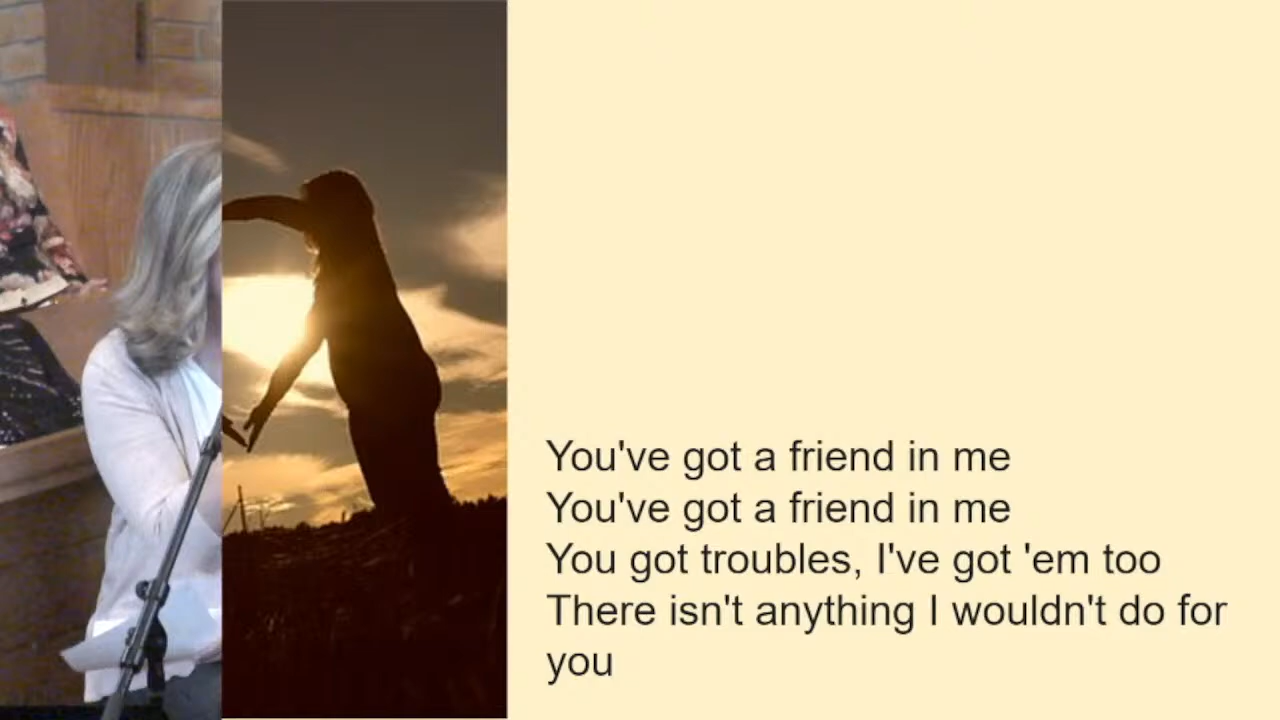 You've got a friend in me
You've got a friend in me
You got troubles, I've got 'em too
There isn't anything I wouldn't do for
you